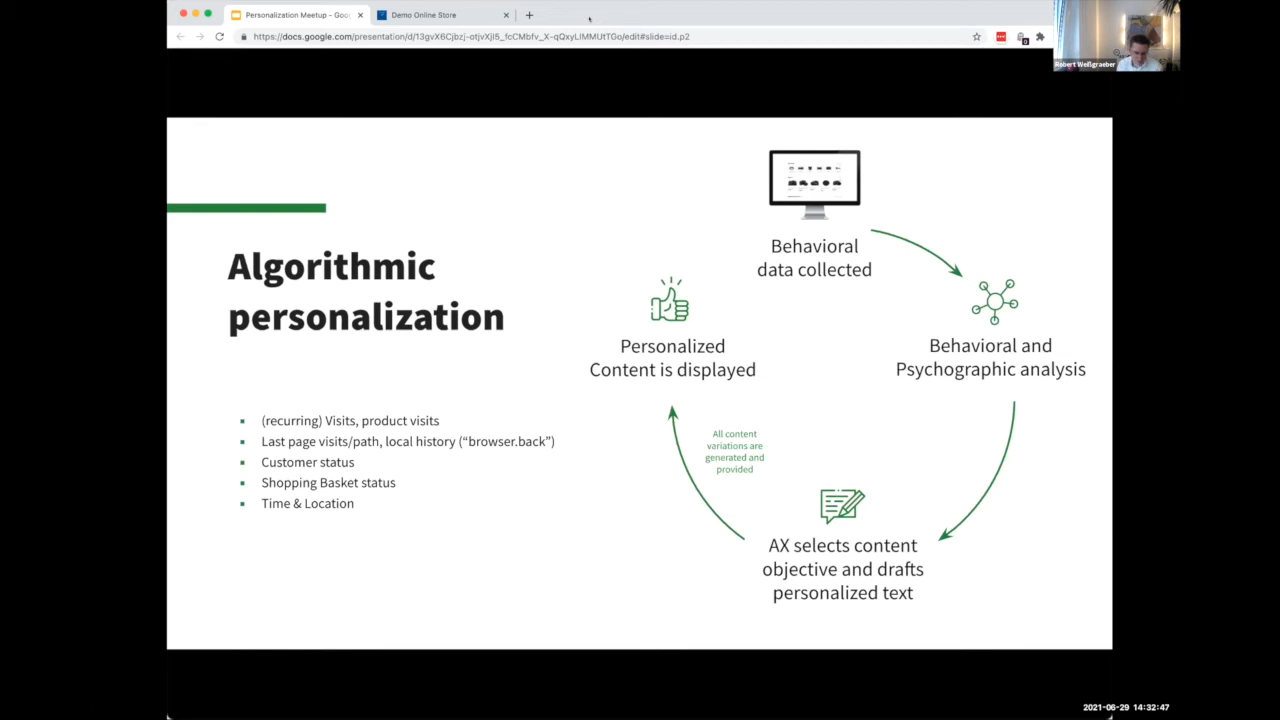 Personalization Meetup - Goo
Demo Online Store
https://docs.google.com/presentation/d/13gvX6Cjbzj-otjvXjI5_fcCMbfv_X-qQxyLIMMUtTGo/edit#slide=id.p2
Robert Weißgraeber
Algorithmic
personalization
(recurring) Visits, product visits
Last page visits/path, local history (“browser.back”)
Customer status
Shopping Basket status
Time & Location
Behavioral
data collected
Behavioral and
Psychographic analysis
AX selects content
objective and drafts
personalized text
All content
variations are
generated and
provided
Personalized
Content is displayed
2021-06-29 14:32:47